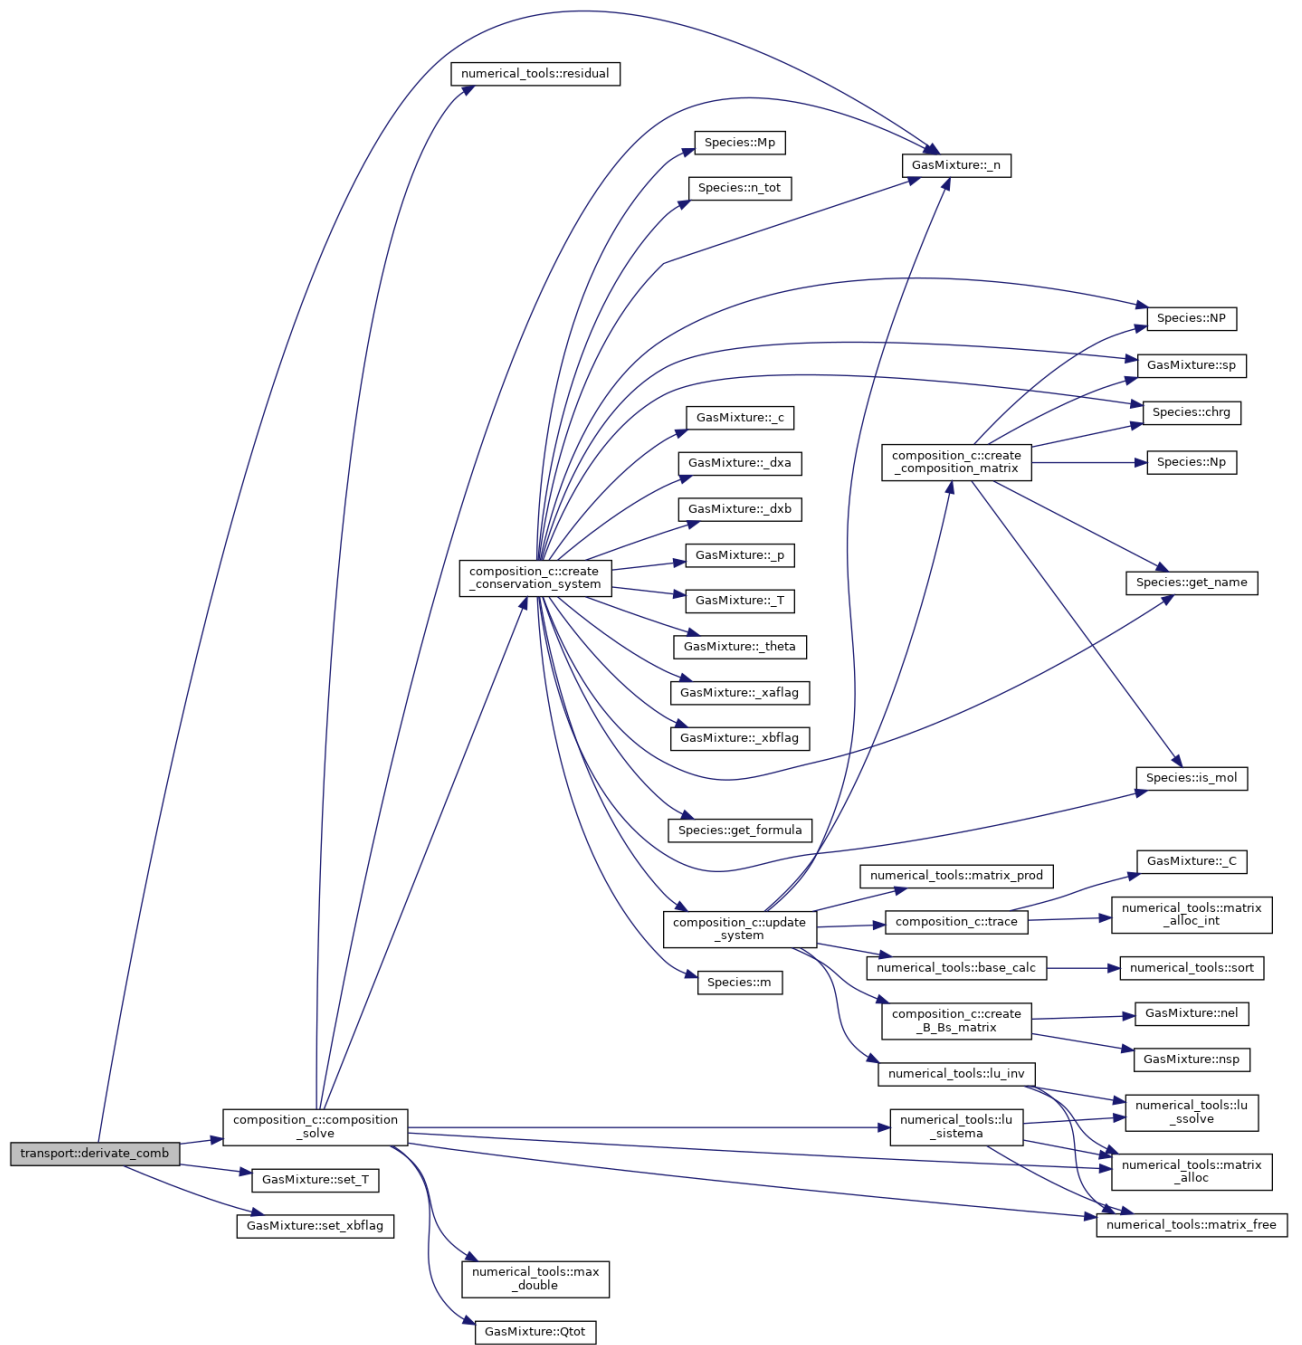 numerical_tools::residual
Species::Mp
GasMixture::_n
Species::n_tot
Species::NP
GasMixture::sp
Species::chrg
GasMixture::_c
composition_c::create
_composition_matrix
Species::Np
GasMixture::_dxa
GasMixture::_dxb
GasMixture::_p
composition_c::create
_conservation_system
Species::get_name
GasMixture::_T
GasMixture::_theta
GasMixture::_xaflag
GasMixture::_xbflag
Species::is_mol
Species::get_formula
GasMixture::_C
numerical_tools::matrix_prod
composition_c::update
_system
composition_c::trace
numerical_tools::matrix
_alloc_int
numerical_tools::base_calc
numerical_tools::sort
Species::m
composition_c::create
_B_Bs_matrix
GasMixture::nel
GasMixture::nsp
numerical_tools::lu_inv
numerical_tools::lu
_ssolve
composition_c::composition
_solve
numerical_tools::lu
_sistema
transport::derivate_comb
numerical_tools::matrix
_alloc
GasMixture::set_T
GasMixture::set_xbflag
numerical_tools::matrix_free
numerical_tools::max
_double
GasMixture::Qtot